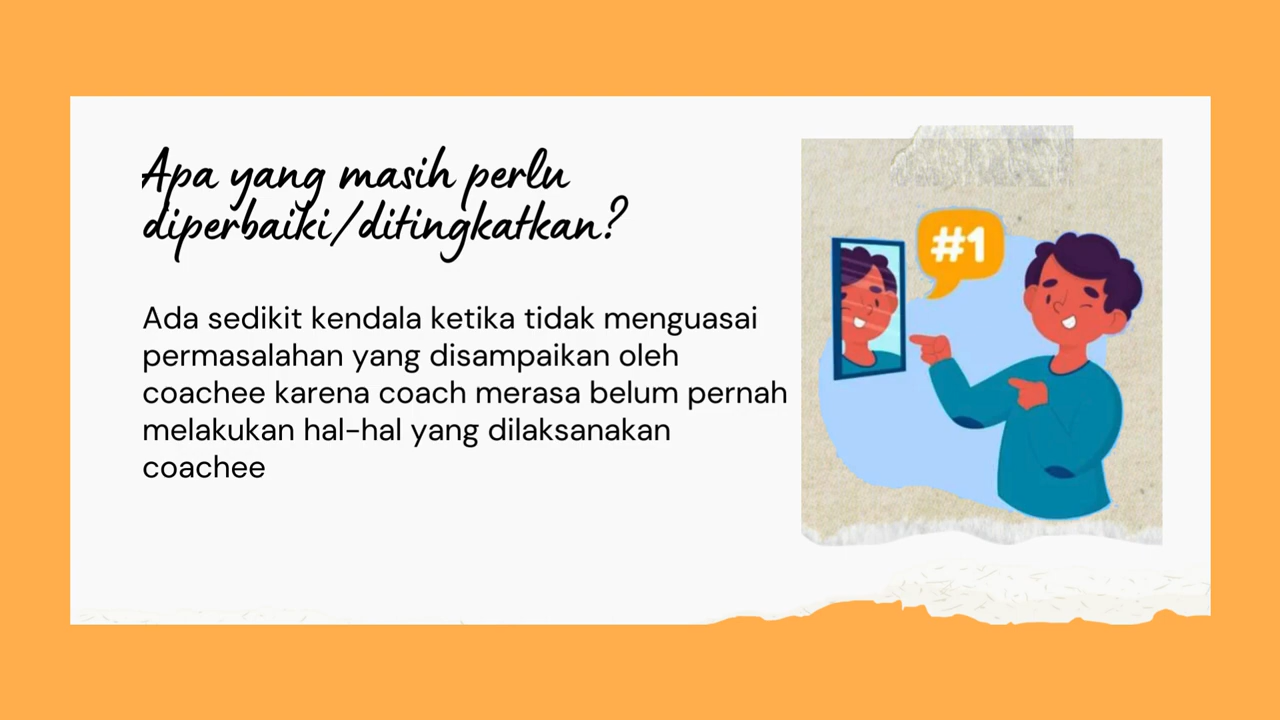 Apa yang masih perlu
diperbaiki/ditingkatkan?
Ada sedikit kendala ketika tidak menguasai
permasalahan yang disampaikan oleh
coachee karena coach merasa belum pernah
melakukan hal-hal yang dilaksanakan
coachee
#1